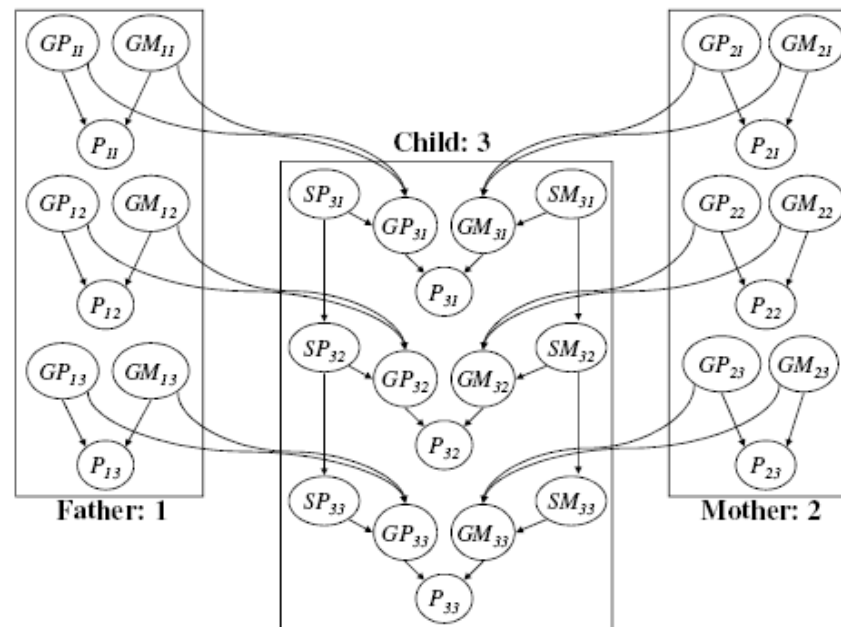 GP11 GM11 GP21 GM21
P11 Child: 3 P21
SP31 SM31
GP12 GM12 GP31 GM31 GP22 GM22
P12 P31 P22
SP32 SM32
GP13 GM13 GP32 GM32 GP23 GM23
P13 P32 P23
SP33 SM33
Father: 1 Mother: 2
GP33 GM33
P33